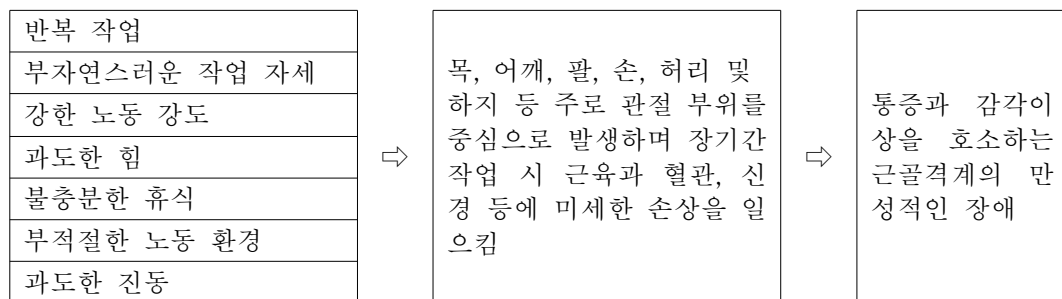 반복 작업
부자연스러운 작업 자세
강한 노동 강도
과도한 힘
불충분한 휴식
부적절한 노동 환경
과도한 진동
⇨
목, 어깨, 팔, 손, 허리 및
하지 등 주로 관절 부위를
중심으로 발생하며 장기간
작업 시 근육과 혈관, 신
경 등에 미세한 손상을 일
으킴
⇨
통증과 감각이
상을 호소하는
근골격계의 만
성적인 장애